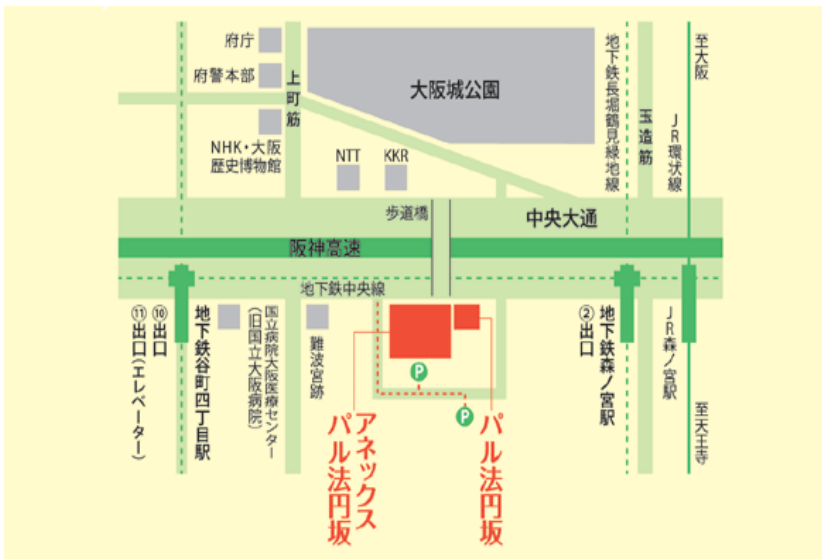 府庁
府警本部
上町筋
大阪城公園
NHK・大阪
歴史博物館
NTT
KKR
地下鉄長堀鶴見緑地線
玉造筋
JR環状線
至大阪
歩道橋
中央大通
阪神高速
地下鉄中央線
⑪出口(エレベーター)
⑩出口
地下鉄谷町四丁目駅
国立病院大阪医療センター
(旧国立大阪病院)
難波宮跡
P
P
アネックス
パル法円坂
パル法円坂
②出口
地下鉄森ノ宮駅
JR森ノ宮駅
至天王寺